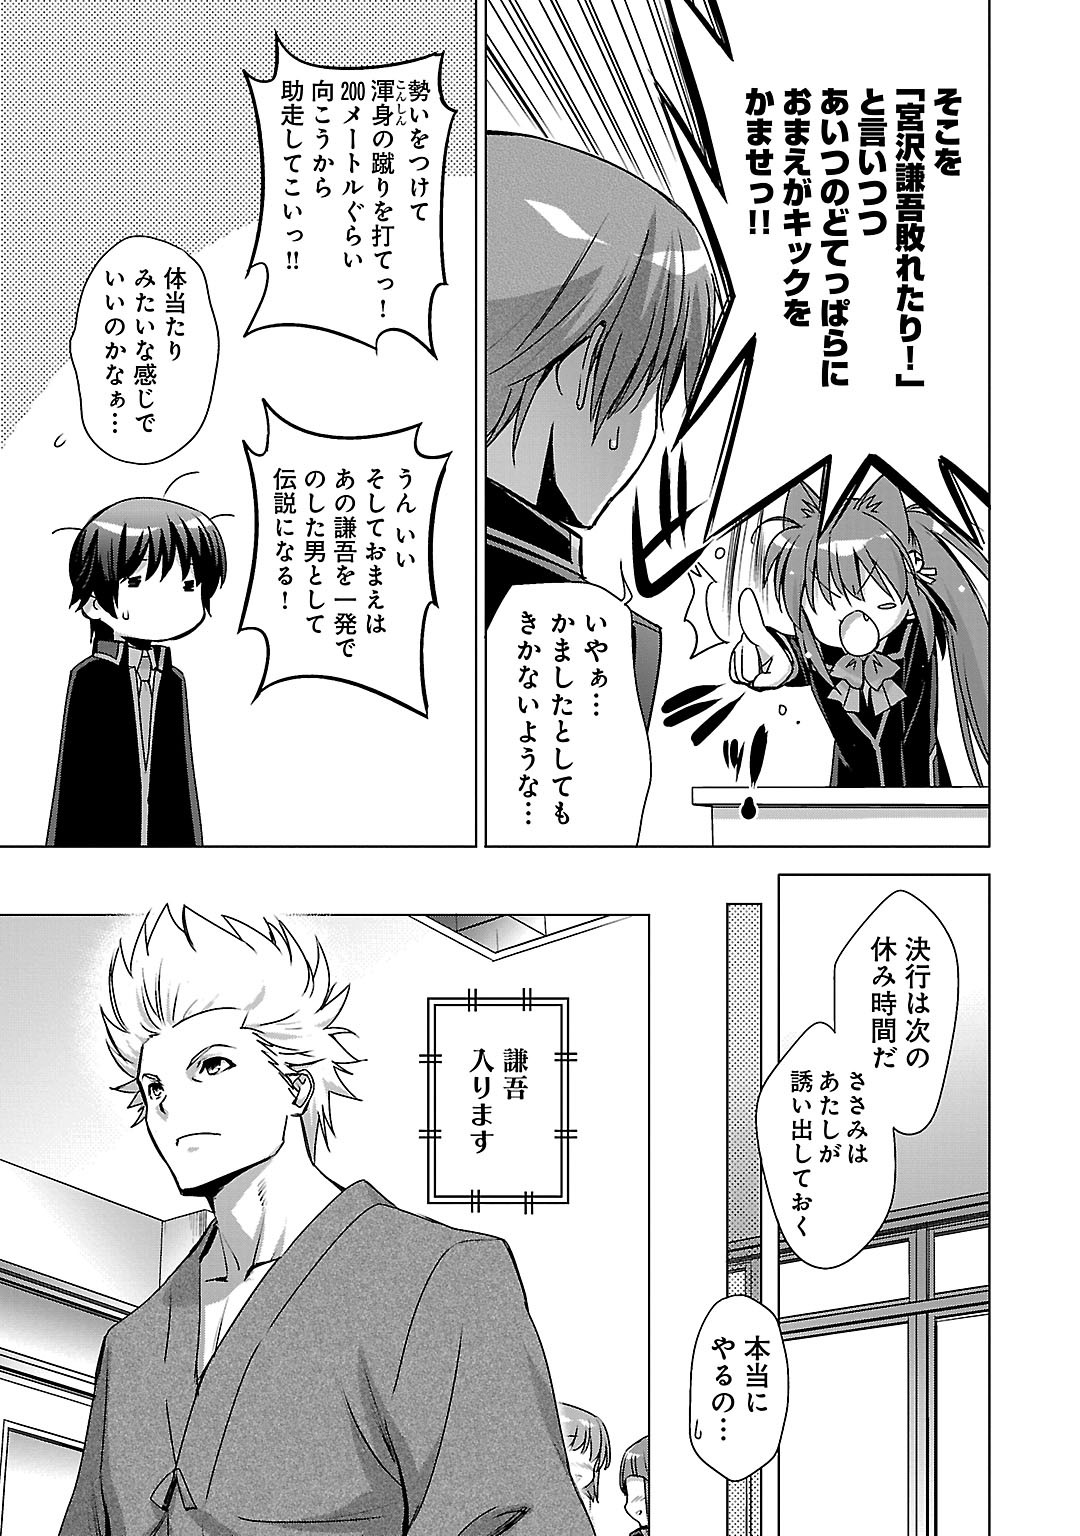 そこを
「宮沢謙吾敗れたり！」
と言いつつ
あいつのどてっぱらに
おまえがキックを
かませっ!!
いやぁ…
かましたとしても
きかないような…
勢いをつけて
渾身の蹴りを打てっ！
こんしん
200メートルぐらい
向こうから
助走してこいっ!!
体当たり
みたいな感じで
いいのかなぁ…
うん いい
そしておまえは
あの謙吾を一発で
のした男として
伝説になる！
決行は次の
休み時間だ
ささみは
あたしが
誘い出しておく
本当に
やるの…
謙吾
入ります